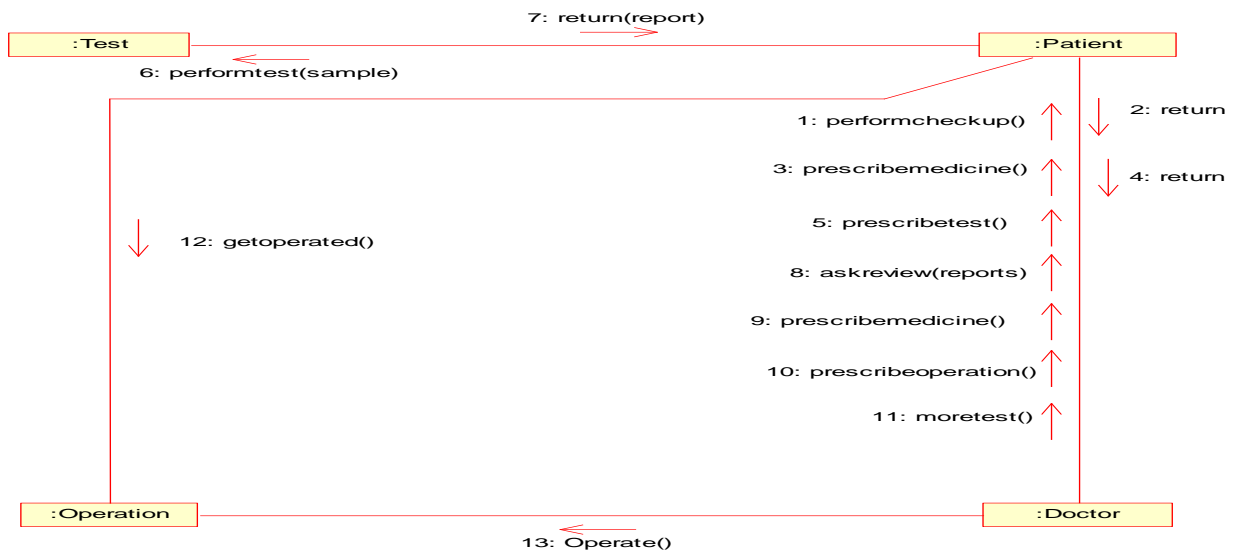 7: return(report)
:Test
:Patient
6: performtest(sample)
1: performcheckup()
2: return
3: prescribemedicine()
4: return
5: prescribetest()
12: getoperated()
8: askreview(reports)
9: prescribemedicine()
10: prescribeoperation()
11: moretest()
:Operation
:Doctor
13: Operate()